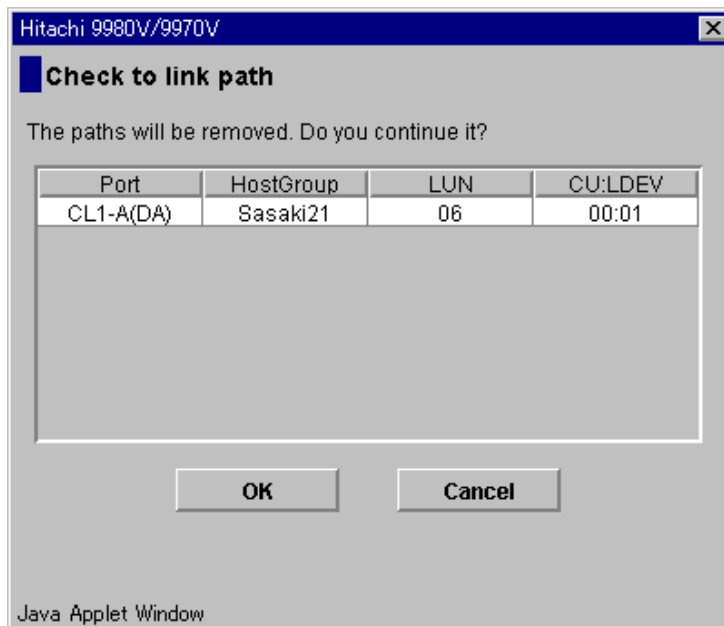 Hitachi 9980V/9970V
Check to link path
The paths will be removed. Do you continue it?
Port HostGroup LUN CU:LDEV
CL1-A(DA) Sasaki21 06 00:01
OK Cancel
Java Applet Window